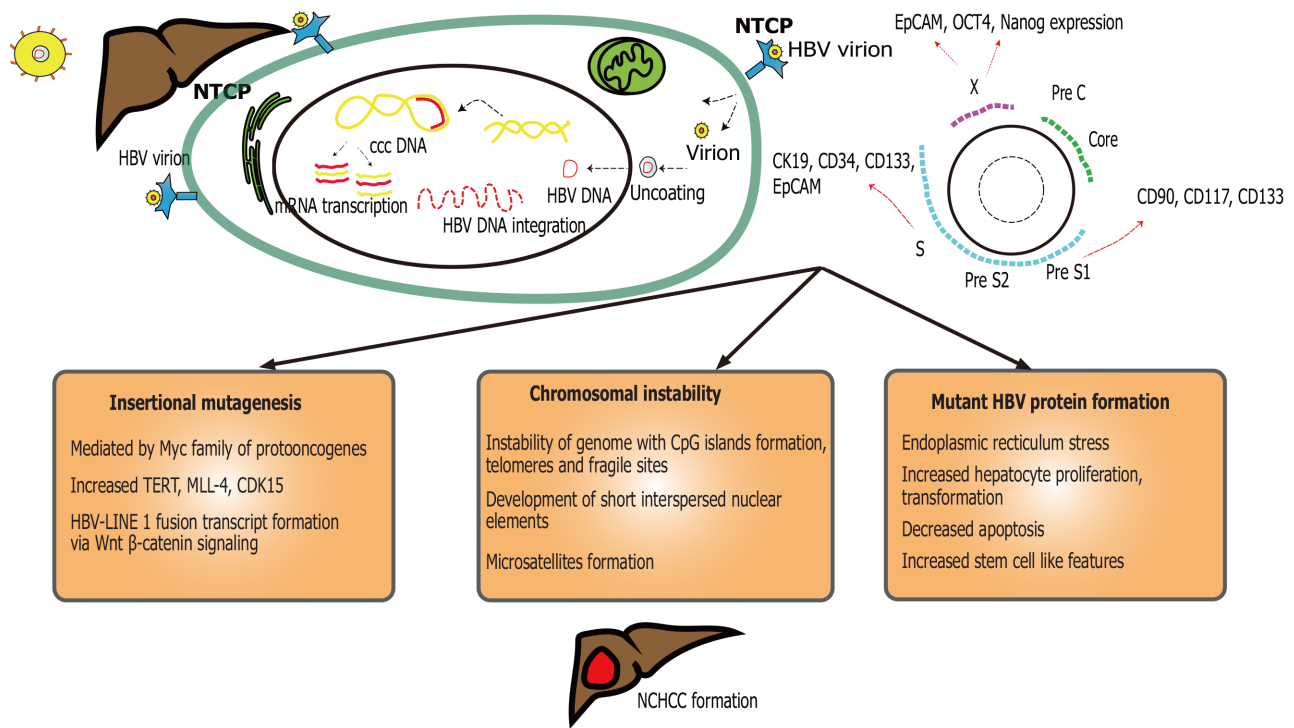 EpCAM, OCT4, Nanog expression
NTCP
HBV virion
X
Pre C
NTCP
ccc DNA
Virion
Core
HBV virion
CK19, CD34, CD133,
EpCAM
HBV DNA
Uncoating
CD90, CD117, CD133
mRNA transcription
HBV DNA integration
S
Pre S2
Pre S1
Insertional mutagenesis
Mediated by Myc family of protooncogenes
Increased TERT, MLL-4, CDK15
HBV-LINE 1 fusion transcript formation
via Wnt β-catenin signaling
Chromosomal instability
Instability of genome with CpG islands formation,
telomeres and fragile sites
Development of short interspersed nuclear
elements
Microsatellites formation
Mutant HBV protein formation
Endoplasmic recticulum stress
Increased hepatocyte proliferation,
transformation
Decreased apoptosis
Increased stem cell like features
NCHCC formation